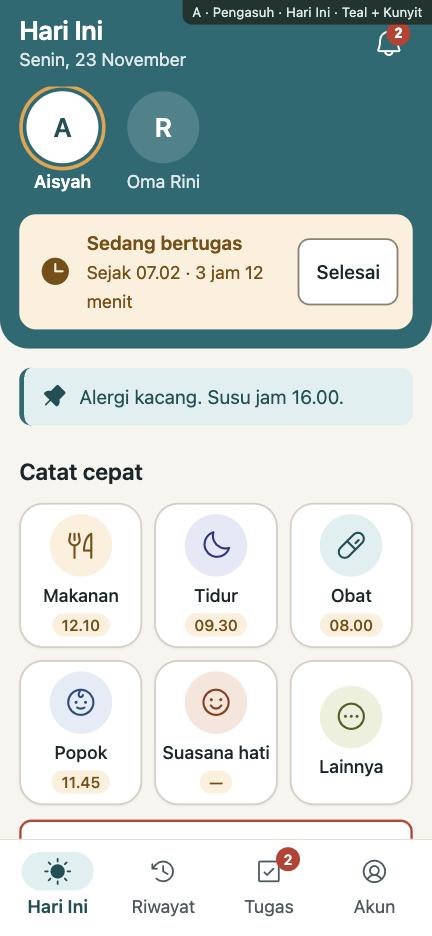 A · Pengasuh · Hari Ini · Teal + Kunyit
Hari Ini
2
Senin, 23 November
A
R
Aisyah
Oma Rini
Sedang bertugas
Sejak 07.02 · 3 jam 12
menit
Selesai
Alergi kacang. Susu jam 16.00.
Catat cepat
Makanan
Tidur
Obat
12.10
09.30
08.00
Popok
Suasana hati
Lainnya
11.45
—
2
Hari Ini
Riwayat
Tugas
Akun